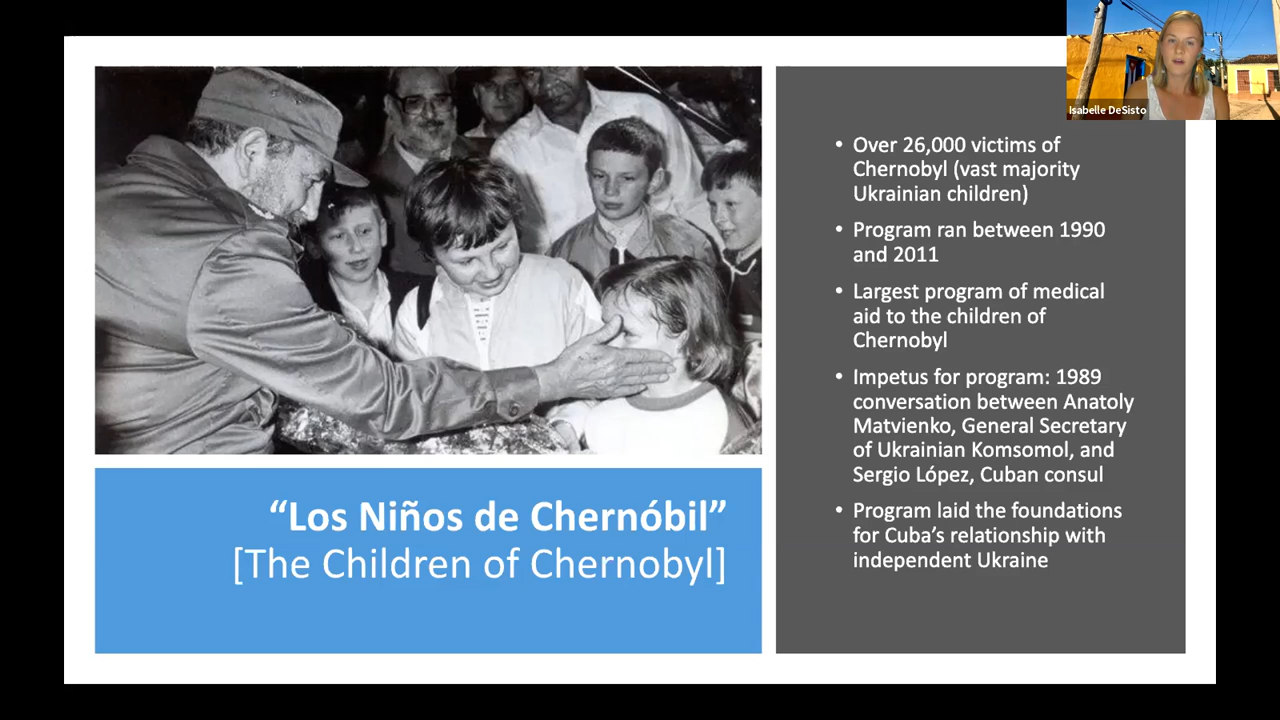 Isabelle DeSisto
• Over 26,000 victims of
Chernobyl (vast majority
Ukrainian children)
• Program ran between 1990
and 2011
• Largest program of medical
aid to the children of
Chernobyl
• Impetus for program: 1989
conversation between Anatoly
Matvienko, General Secretary
of Ukrainian Komsomol, and
Sergio López, Cuban consul
• Program laid the foundations
for Cuba’s relationship with
independent Ukraine
“Los Niños de Chernóbil”
[The Children of Chernobyl]